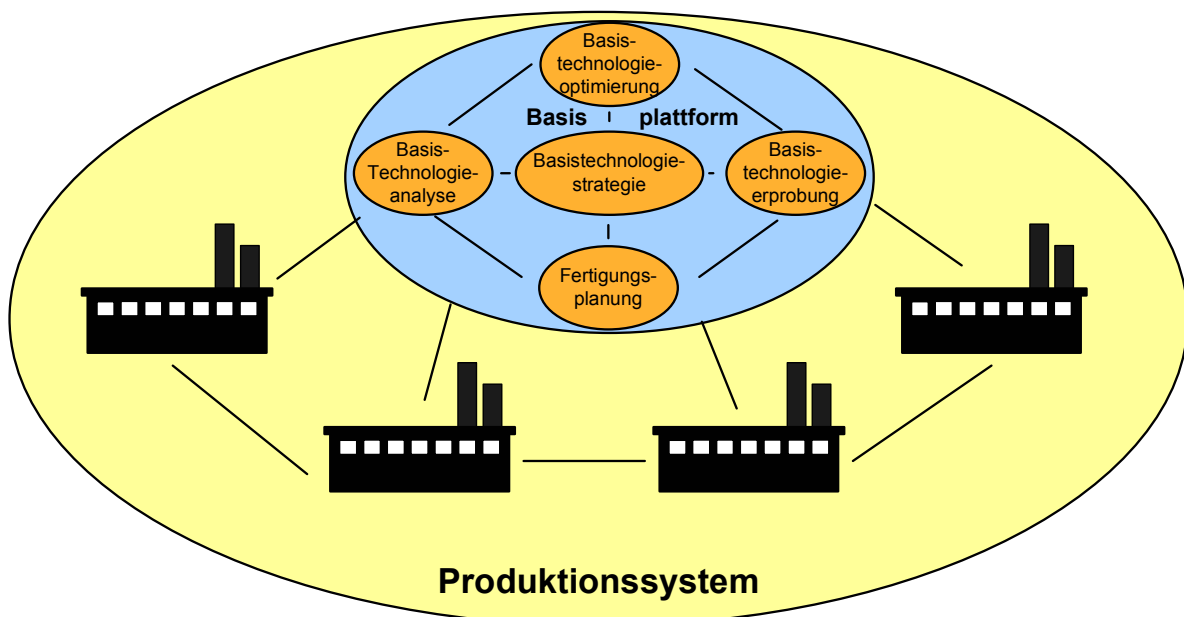 Basis-
technologie-
optimierung
Basis plattform
Basis-
Technologie-
analyse
Basistechnologie-
strategie
Basis-
technologie-
erprobung
Fertigungs-
planung
Produktionssystem